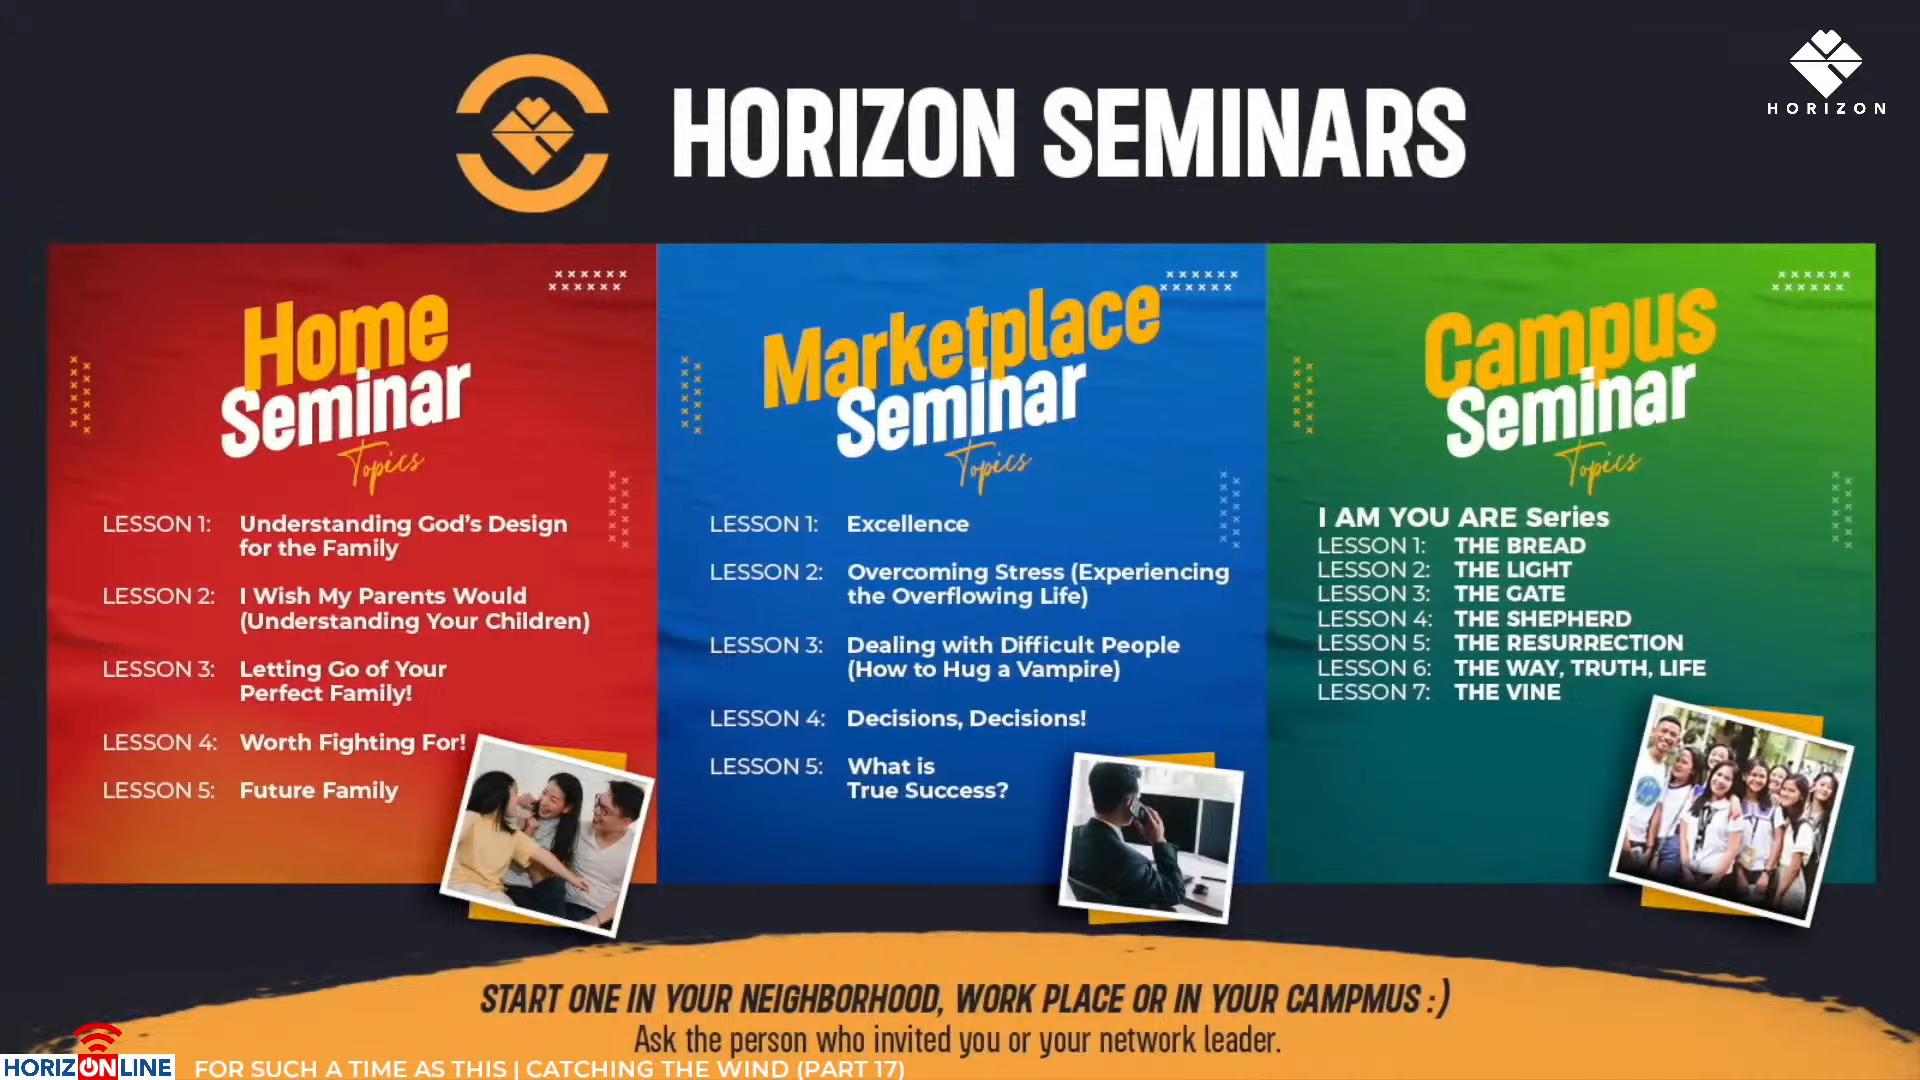 HORIZON
HORIZON SEMINARS
Home
Seminar
Topics
LESSON 1: Understanding God's Design
for the Family
LESSON 2: I Wish My Parents Would
(Understanding Your Children)
LESSON 3: Letting Go of Your
Perfect Family!
LESSON 4: Worth Fighting For!
LESSON 5: Future Family
Marketplace
Seminar
Topics
LESSON 1: Excellence
LESSON 2: Overcoming Stress (Experiencing
the Overflowing Life)
LESSON 3: Dealing with Difficult People
(How to Hug a Vampire)
LESSON 4: Decisions, Decisions!
LESSON 5: What is
True Success?
Campus
Seminar
Topics
I AM YOU ARE Series
LESSON 1: THE BREAD
LESSON 2: THE LIGHT
LESSON 3: THE GATE
LESSON 4: THE SHEPHERD
LESSON 5: THE RESURRECTION
LESSON 6: THE WAY, TRUTH, LIFE
LESSON 7: THE VINE
START ONE IN YOUR NEIGHBORHOOD, WORK PLACE OR IN YOUR CAMPMUS :)
Ask the person who invited you or your network leader.
HORIZONLINE
FOR SUCH A TIME AS THIS | CATCHING THE WIND (PART 17)